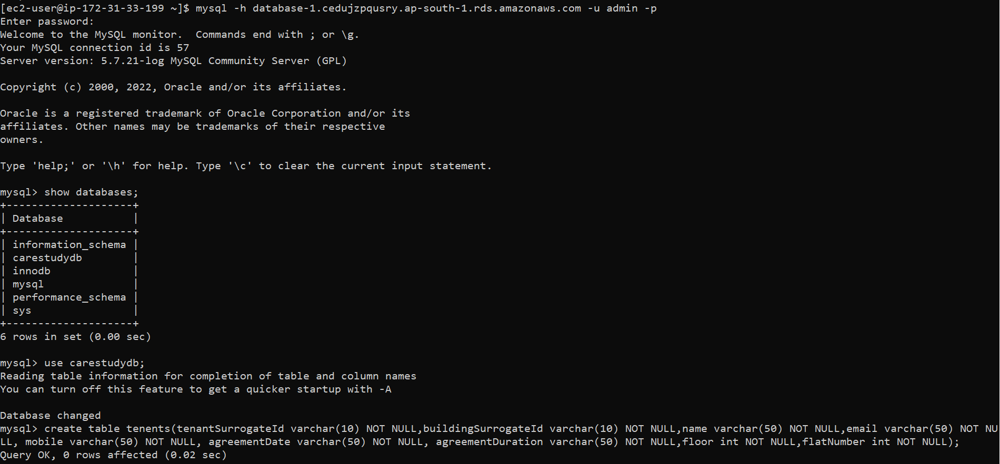 [ec2-user@ip-172-31-33-199 ~]$ mysql -h database-1.cedujzpqusry.ap-south-1.rds.amazonaws.com -u admin -p
Enter password:
Welcome to the MySQL monitor.  Commands end with ; or \g.
Your MySQL connection id is 57
Server version: 5.7.21-log MySQL Community Server (GPL)

Copyright (c) 2000, 2022, Oracle and/or its affiliates.

Oracle is a registered trademark of Oracle Corporation and/or its
affiliates. Other names may be trademarks of their respective
owners.

Type 'help;' or '\h' for help. Type '\c' to clear the current input statement.

mysql> show databases;
+--------------------+
| Database           |
+--------------------+
| information_schema |
| carestudydb        |
| innodb             |
| mysql              |
| performance_schema |
| sys                |
+--------------------+
6 rows in set (0.00 sec)

mysql> use carestudydb;
Reading table information for completion of table and column names
You can turn off this feature to get a quicker startup with -A

Database changed
mysql> create table tenents(tenantSurrogateId varchar(10) NOT NULL,buildingSurrogateId varchar(10) NOT NULL,name varchar(50) NOT NULL,email varchar(50) NOT NU
LL, mobile varchar(50) NOT NULL, agreementDate varchar(50) NOT NULL, agreementDuration varchar(50) NOT NULL,floor int NOT NULL,flatNumber int NOT NULL);
Query OK, 0 rows affected (0.02 sec)